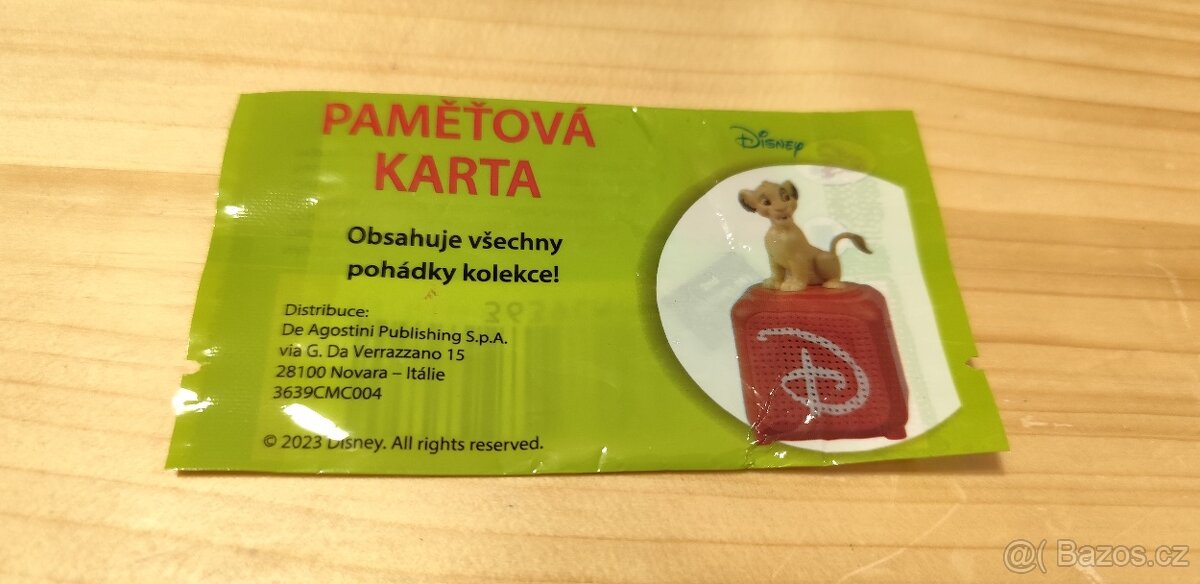 PAMĚŤOVÁ
KARTA
Disney
Obsahuje všechny
pohádky kolekce!
Distribuce:
De Agostini Publishing S.p.A.
via G. Da Verrazzano 15
28100 Novara – Itálie
3639CMC004
© 2023 Disney. All rights reserved.
D
@( Bazos.cz